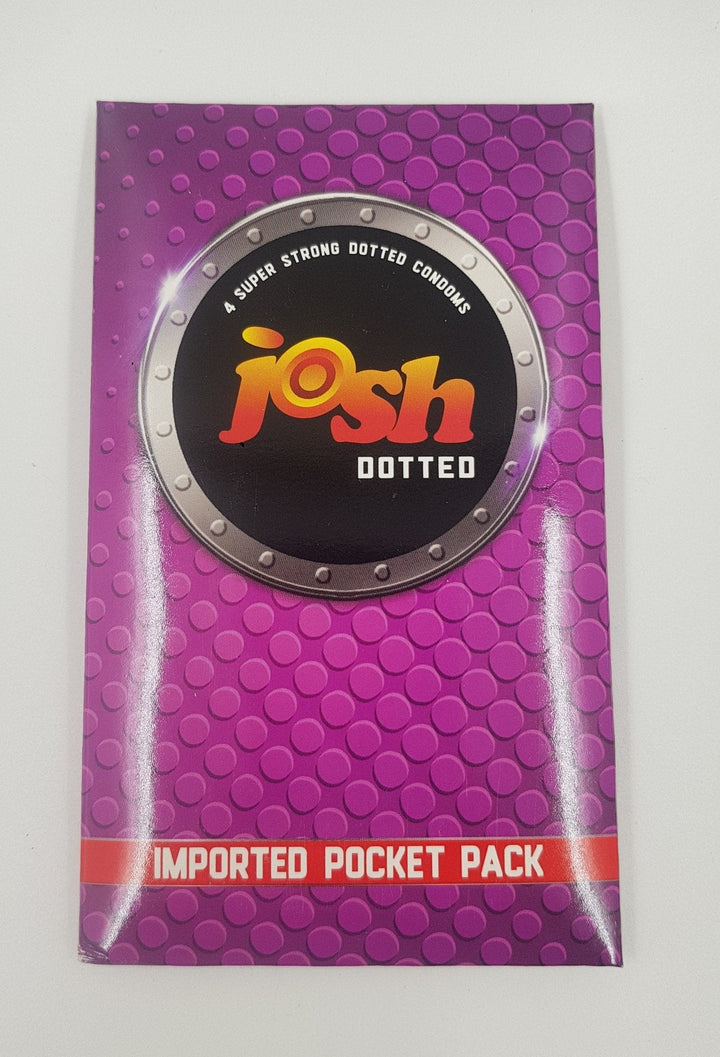 4 SUPER STRONG DOTTED CONDOMS
josh
DOTTED
IMPORTED POCKET PACK